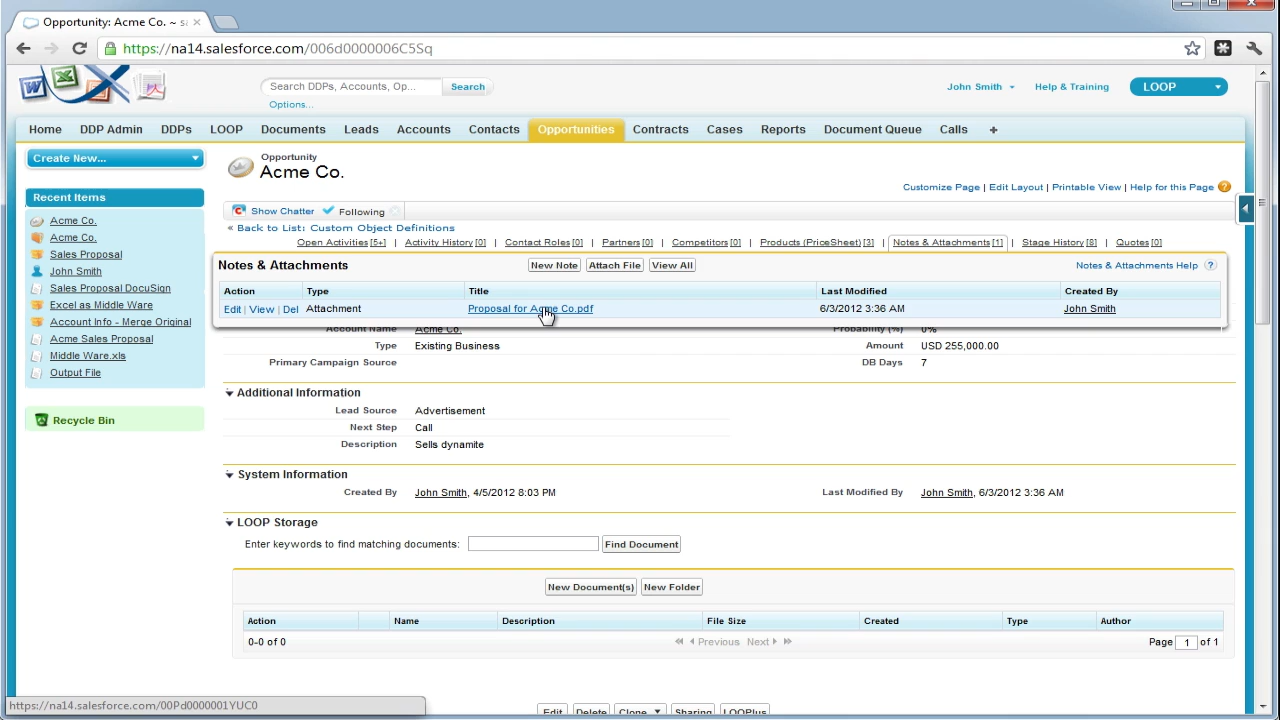 Opportunity: Acme Co. ~ s
https://na14.salesforce.com/006d0000006C5Sq
Search DDPs, Accounts, Op... Search
Options...
John Smith Help & Training LOOP
Home DDP Admin DDPs LOOP Documents Leads Accounts Contacts Opportunities Contracts Cases Reports Document Queue Calls +
Create New...
Recent Items
Acme Co.
Acme Co.
Sales Proposal
John Smith
Sales Proposal DocuSign
Excel as Middle Ware
Account Info - Merge Original
Acme Sales Proposal
Middle Ware.xls
Output File
Recycle Bin
Opportunity
Acme Co.
Customize Page | Edit Layout | Printable View | Help for this Page ?
Show Chatter Following
« Back to List: Custom Object Definitions
Open Activities [5+] | Activity History [0] | Contact Roles [0] | Partners [0] | Competitors [0] | Products (PriceSheet) [3] | Notes & Attachments [1] | Stage History [8] | Quotes [0]
Notes & Attachments New Note Attach File View All Notes & Attachments Help ?
Action Type Title Last Modified Created By
Edit | View | Del Attachment Proposal for Acme Co.pdf 6/3/2012 3:36 AM John Smith
Account Name Acme Co. Probability (%) 0%
Type Existing Business Amount USD 255,000.00
Primary Campaign Source DB Days 7
Additional Information
Lead Source Advertisement
Next Step Call
Description Sells dynamite
System Information
Created By John Smith, 4/5/2012 8:03 PM Last Modified By John Smith, 6/3/2012 3:36 AM
LOOP Storage
Enter keywords to find matching documents: Find Document
New Document(s) New Folder
Action Name Description File Size Created Type Author
0-0 of 0 Previous Next Page 1 of 1
Edit Delete Clone Sharing LOOPlus
https://na14.salesforce.com/00Pd0000001YUC0